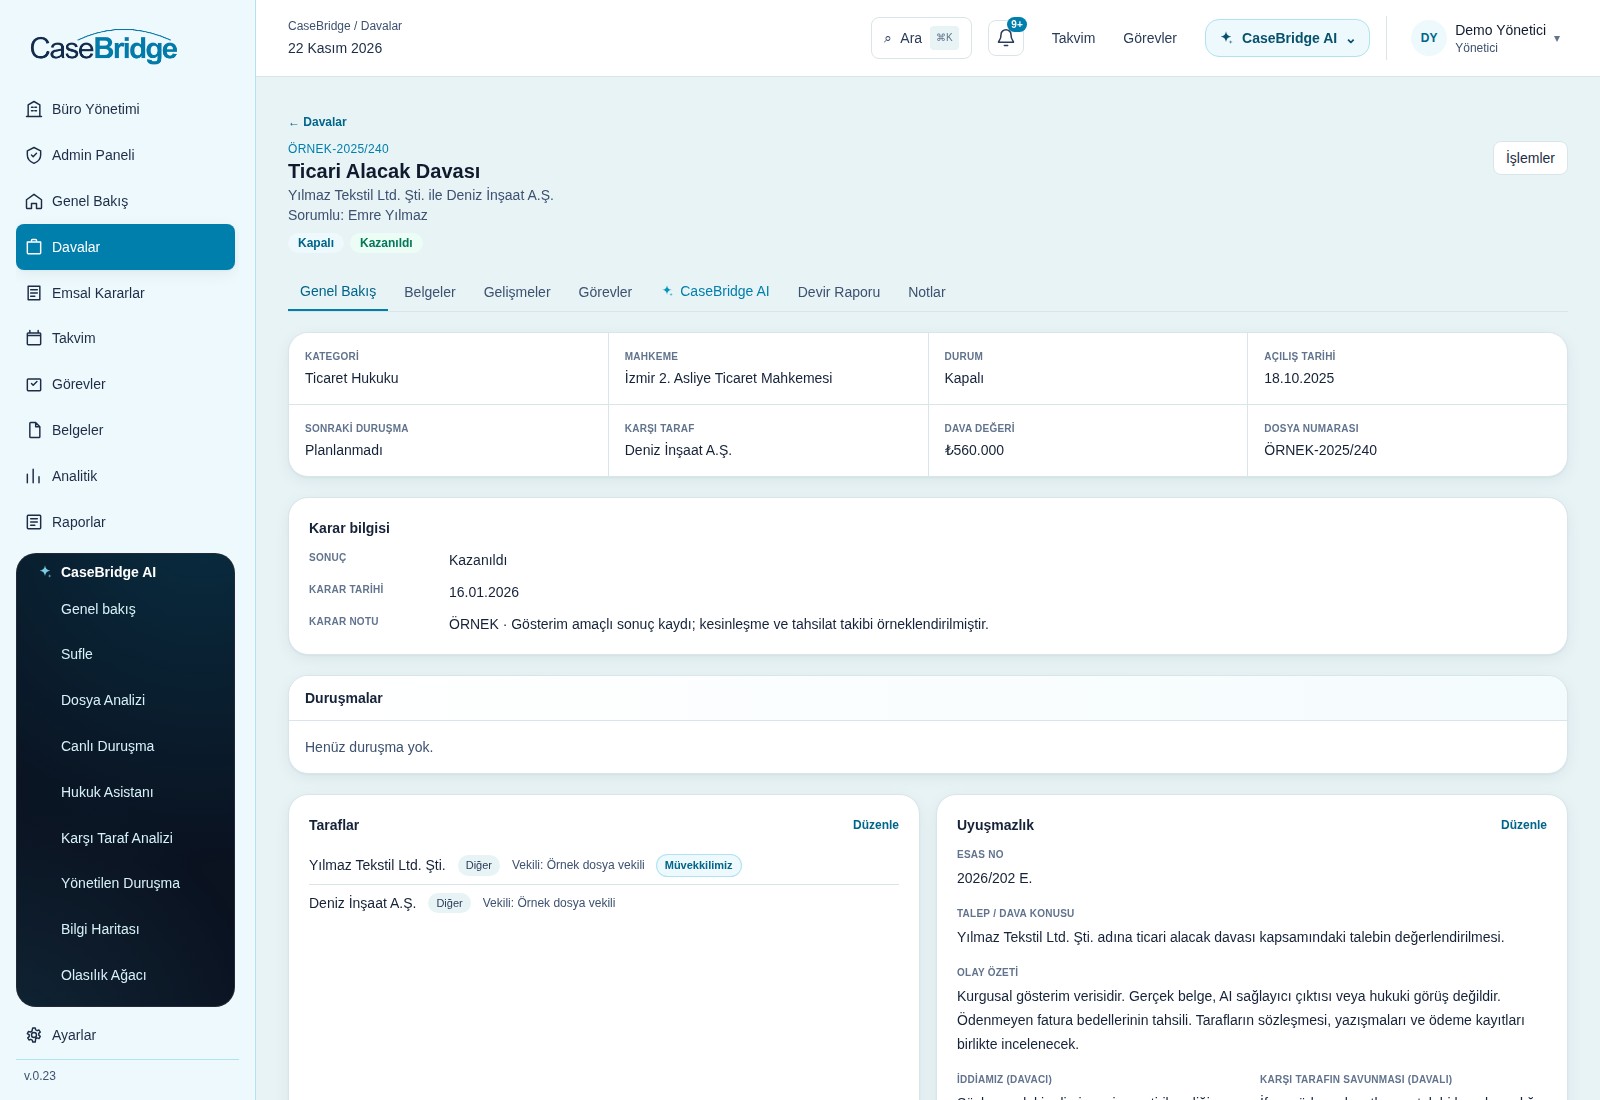 CaseBridge
Büro Yönetimi
Admin Paneli
Genel Bakış
Davalar
Emsal Kararlar
Takvim
Görevler
Belgeler
Analitik
Raporlar
CaseBridge AI
Genel bakış
Sufle
Dosya Analizi
Canlı Duruşma
Hukuk Asistanı
Karşı Taraf Analizi
Yönetilen Duruşma
Bilgi Haritası
Olasılık Ağacı
Ayarlar
v.0.23
CaseBridge / Davalar
22 Kasım 2026
Ara ⌘K
9+
Takvim
Görevler
CaseBridge AI
DY
Demo Yönetici
Yönetici
← Davalar
ÖRNEK-2025/240
Ticari Alacak Davası
Yılmaz Tekstil Ltd. Şti. ile Deniz İnşaat A.Ş.
Sorumlu: Emre Yılmaz
Kapalı Kazanıldı
İşlemler
Genel Bakış Belgeler Gelişmeler Görevler CaseBridge AI Devir Raporu Notlar
KATEGORİ
Ticaret Hukuku
MAHKEME
İzmir 2. Asliye Ticaret Mahkemesi
DURUM
Kapalı
AÇILIŞ TARİHİ
18.10.2025
SONRAKİ DURUŞMA
Planlanmadı
KARŞI TARAF
Deniz İnşaat A.Ş.
DAVA DEĞERİ
₺560.000
DOSYA NUMARASI
ÖRNEK-2025/240
Karar bilgisi
SONUÇ Kazanıldı
KARAR TARİHİ 16.01.2026
KARAR NOTU ÖRNEK · Gösterim amaçlı sonuç kaydı; kesinleşme ve tahsilat takibi örneklendirilmiştir.
Duruşmalar
Henüz duruşma yok.
Taraflar Düzenle
Yılmaz Tekstil Ltd. Şti. Diğer Vekili: Örnek dosya vekili Müvekkilimiz
Deniz İnşaat A.Ş. Diğer Vekili: Örnek dosya vekili
Uyuşmazlık Düzenle
ESAS NO
2026/202 E.
TALEP / DAVA KONUSU
Yılmaz Tekstil Ltd. Şti. adına ticari alacak davası kapsamındaki talebin değerlendirilmesi.
OLAY ÖZETİ
Kurgusal gösterim verisidir. Gerçek belge, AI sağlayıcı çıktısı veya hukuki görüş değildir.
Ödenmeyen fatura bedellerinin tahsili. Tarafların sözleşmesi, yazışmaları ve ödeme kayıtları
birlikte incelenecek.
İDDİAMIZ (DAVACI)
KARŞI TARAFIN SAVUNMASI (DAVALI)